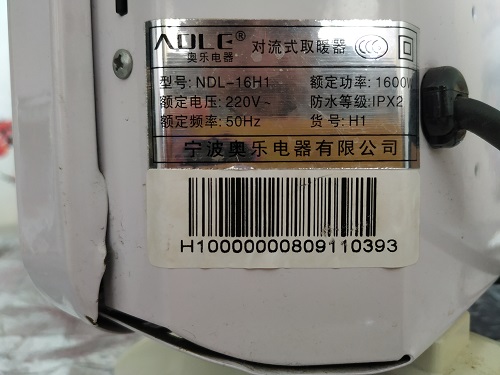 AOLE® 对流式取暖器
奥乐电器
型号: NDL-16H1 额定功率: 1600W
额定电压: 220V~ 防水等级: IPX2
额定频率: 50Hz 货号: H1
宁波奥乐电器有限公司
H10000000809110393